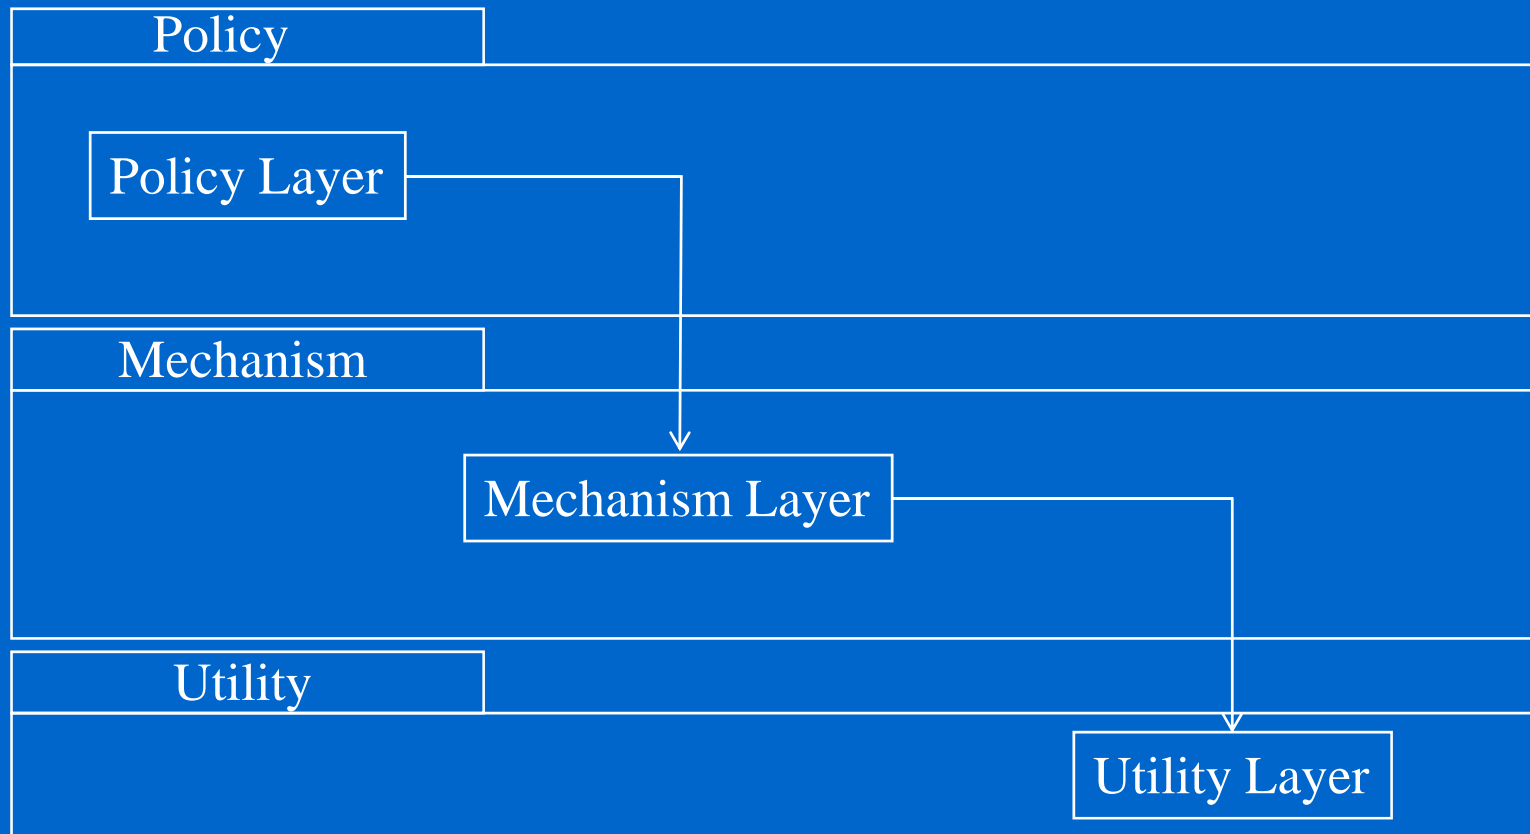 Policy
Policy Layer
Mechanism
Mechanism Layer
Utility
Utility Layer